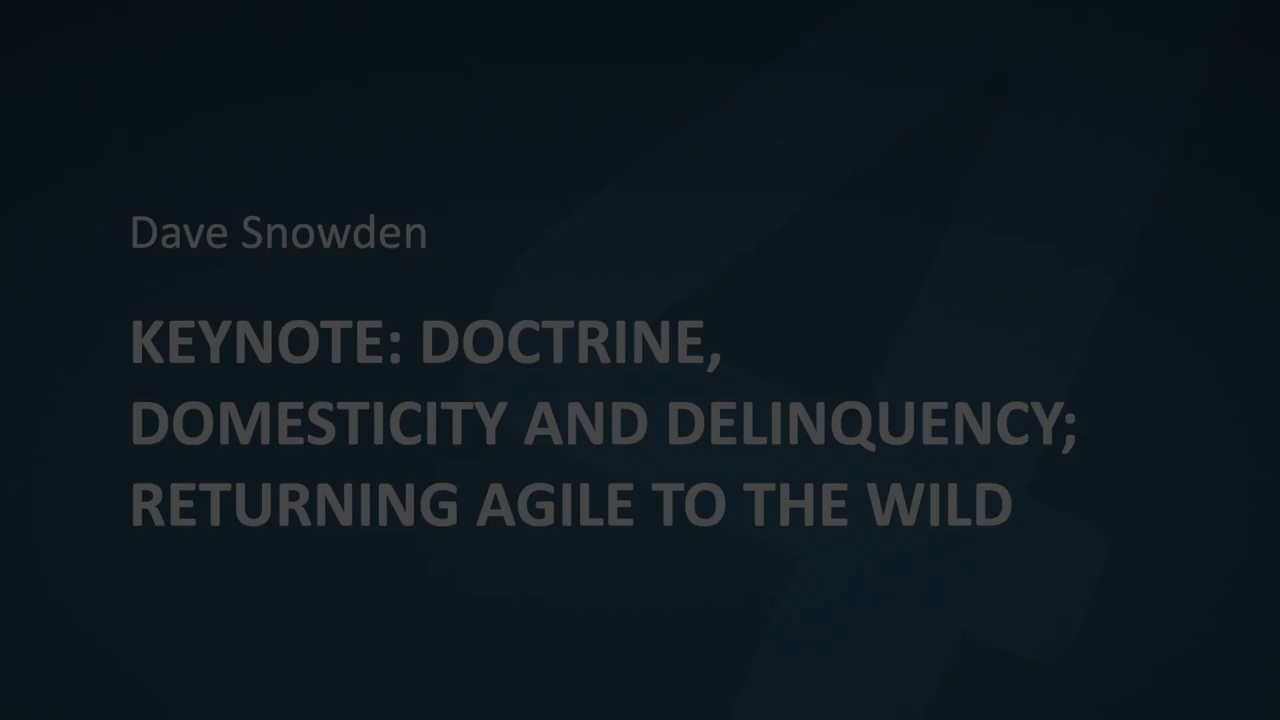 Dave Snowden
KEYNOTE: DOCTRINE,
DOMESTICITY AND DELINQUENCY;
RETURNING AGILE TO THE WILD